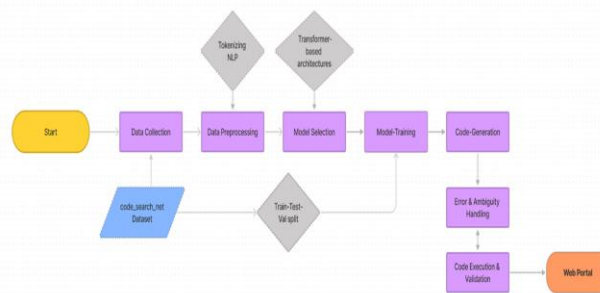 Tokenizing
NLP
Transformer-
based
architectures
Start
Data Collection
Data Preprocessing
Model Selection
Model-Training
Code-Generation
code_search_net
Dataset
Train-Test-
Val split
Error & Ambiguity
Handling
Code Execution &
Validation
Web Portal